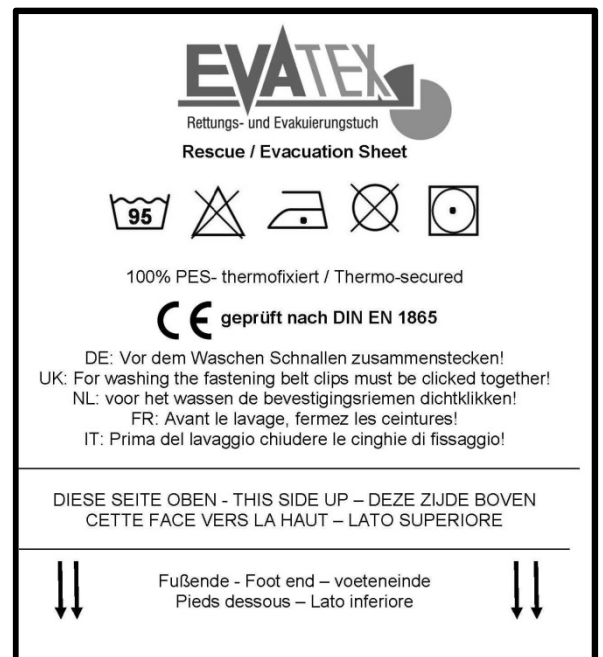 EVATEX
Rettungs- und Evakuierungstuch
Rescue / Evacuation Sheet
95
100% PES- thermofixiert / Thermo-secured
CE geprüft nach DIN EN 1865
DE: Vor dem Waschen Schnallen zusammenstecken!
UK: For washing the fastening belt clips must be clicked together!
NL: voor het wassen de bevestigingsriemen dichtklikken!
FR: Avant le lavage, fermez les ceintures!
IT: Prima del lavaggio chiudere le cinghie di fissaggio!
DIESE SEITE OBEN - THIS SIDE UP – DEZE ZIJDE BOVEN
CETTE FACE VERS LA HAUT – LATO SUPERIORE
Fußende - Foot end – voeteneinde
Pieds dessous – Lato inferiore